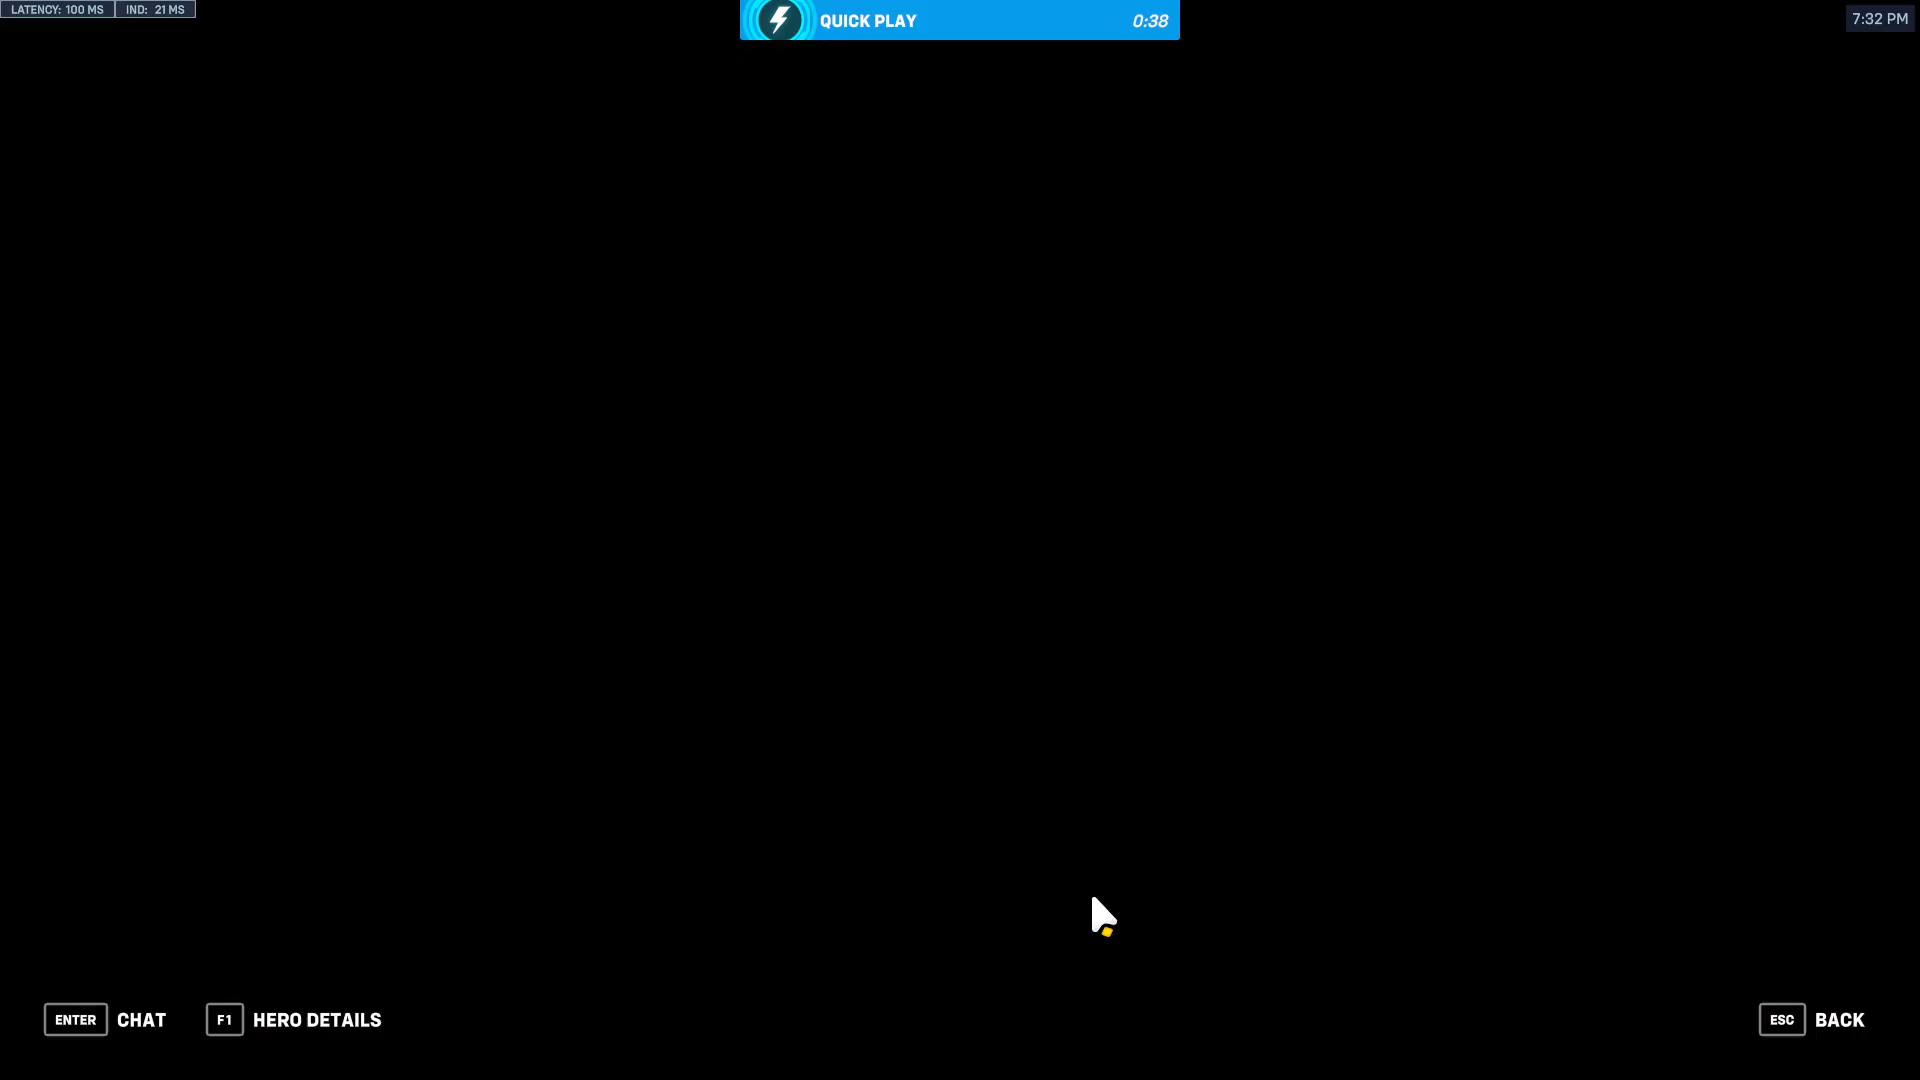 LATENCY: 100 MS IND: 21 MS
QUICK PLAY 0:38
7:32 PM
ENTER CHAT F1 HERO DETAILS
ESC BACK